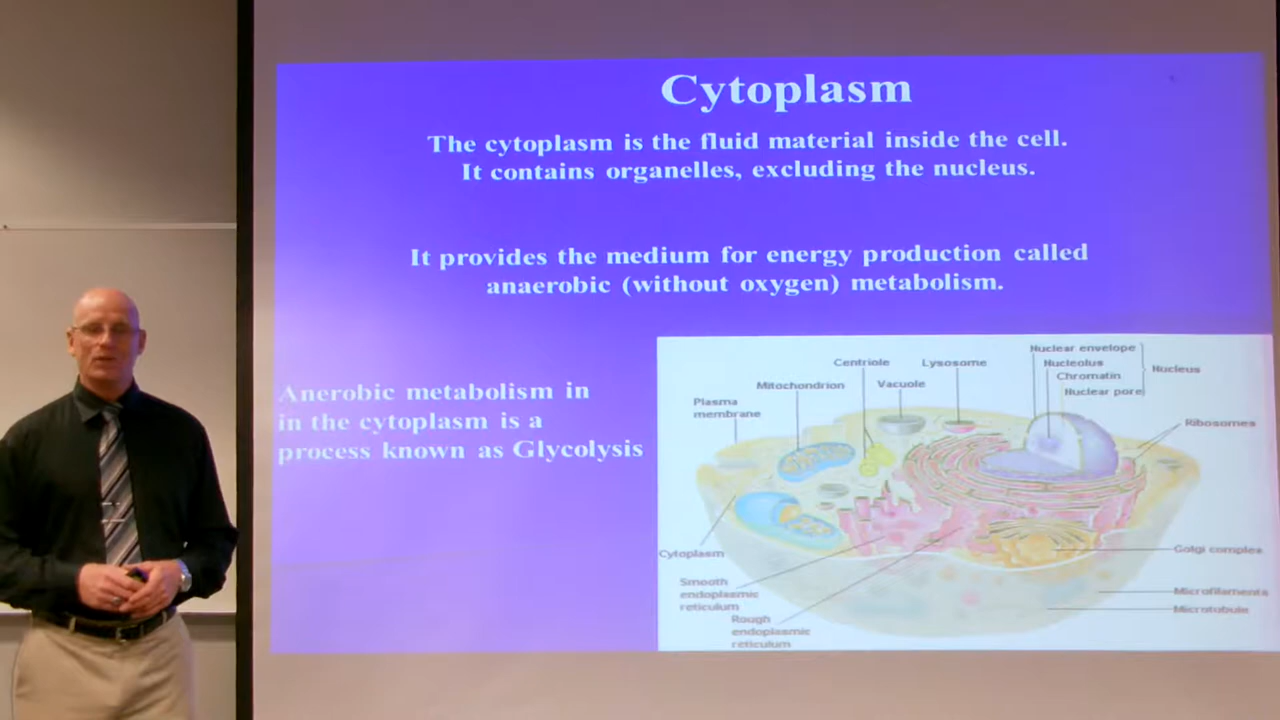 Cytoplasm
The cytoplasm is the fluid material inside the cell.
It contains organelles, excluding the nucleus.
It provides the medium for energy production called
anaerobic (without oxygen) metabolism.
Anerobic metabolism in
in the cytoplasm is a
process known as Glycolysis
Nuclear envelope
Nucleolus
Chromatin
Nuclear pore
Nucleus
Centriole
Lysosome
Mitochondrion
Vacuole
Plasma
membrane
Ribosomes
Cytoplasm
Golgi complex
Smooth
endoplasmic
reticulum
Microfilaments
Microtubule
Rough
endoplasmic
reticulum